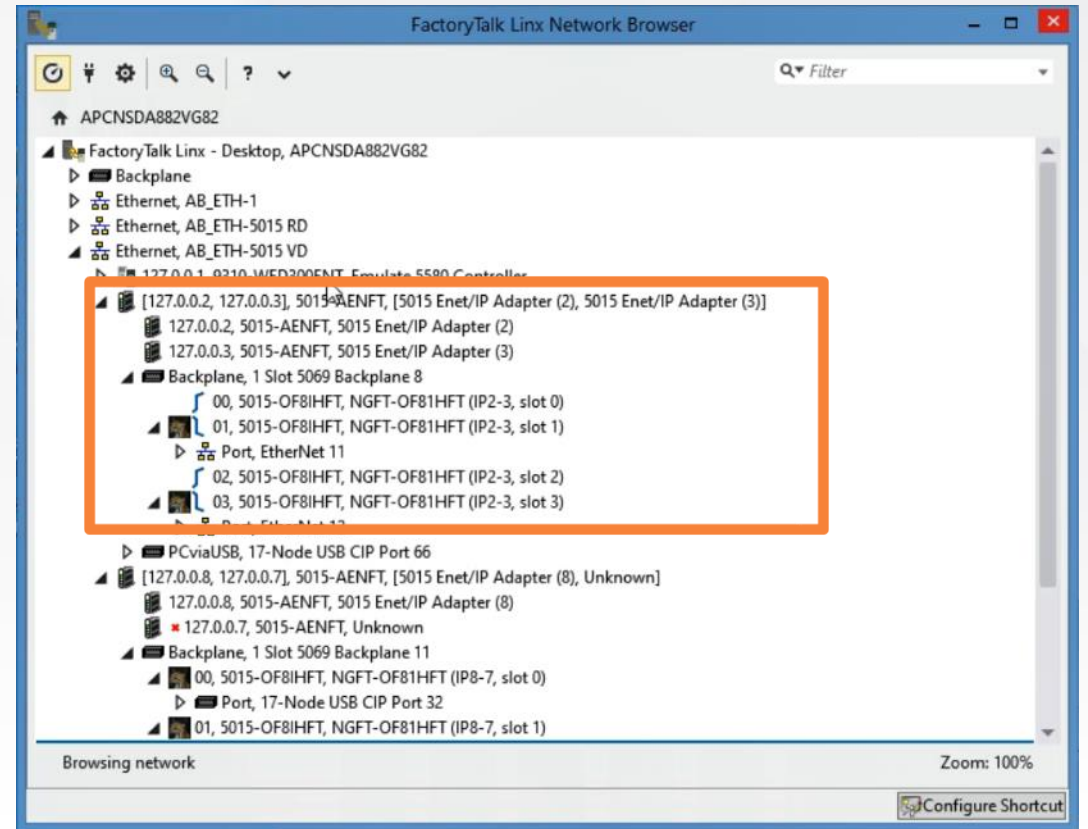 FactoryTalk Linx Network Browser
Filter
APCNSDA882VG82
FactoryTalk Linx - Desktop, APCNSDA882VG82
Backplane
Ethernet, AB_ETH-1
Ethernet, AB_ETH-5015 RD
Ethernet, AB_ETH-5015 VD
127.0.0.1, 9310-WED300ENT, Emulate 5580 Controller
[127.0.0.2, 127.0.0.3], 5015-AENFT, [5015 Enet/IP Adapter (2), 5015 Enet/IP Adapter (3)]
127.0.0.2, 5015-AENFT, 5015 Enet/IP Adapter (2)
127.0.0.3, 5015-AENFT, 5015 Enet/IP Adapter (3)
Backplane, 1 Slot 5069 Backplane 8
00, 5015-OF8IHFT, NGFT-OF81HFT (IP2-3, slot 0)
01, 5015-OF8IHFT, NGFT-OF81HFT (IP2-3, slot 1)
Port, EtherNet 11
02, 5015-OF8IHFT, NGFT-OF81HFT (IP2-3, slot 2)
03, 5015-OF8IHFT, NGFT-OF81HFT (IP2-3, slot 3)
PCviaUSB, 17-Node USB CIP Port 66
[127.0.0.8, 127.0.0.7], 5015-AENFT, [5015 Enet/IP Adapter (8), Unknown]
127.0.0.8, 5015-AENFT, 5015 Enet/IP Adapter (8)
127.0.0.7, 5015-AENFT, Unknown
Backplane, 1 Slot 5069 Backplane 11
00, 5015-OF8IHFT, NGFT-OF81HFT (IP8-7, slot 0)
Port, 17-Node USB CIP Port 32
01, 5015-OF8IHFT, NGFT-OF81HFT (IP8-7, slot 1)
Browsing network
Zoom: 100%
Configure Shortcut